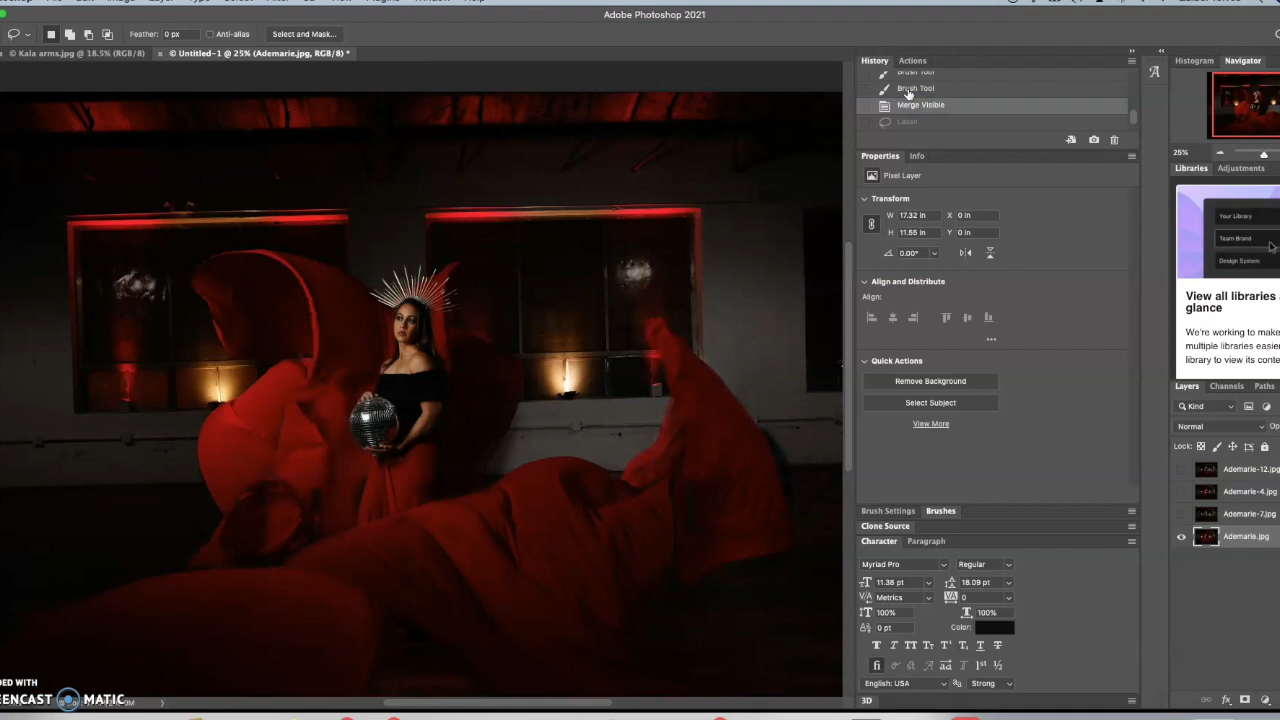 Adobe Photoshop 2021
Feather: 0 px Anti-alias Select and Mask...
© Kala arms.jpg @ 18.5% (RGB/8) × © Untitled-1 @ 25% (Ademarie.jpg, RGB/8) *
History Actions
Brush Tool
Brush Tool
Merge Visible
Lasso
Properties Info
Pixel Layer
Transform
W 17.32 in X 0 in
H 11.55 in Y 0 in
0.00°
Align and Distribute
Align:
Quick Actions
Remove Background
Select Subject
View More
Brush Settings Brushes
Clone Source
Character Paragraph
Myriad Pro Regular
11.38 pt 18.09 pt
Metrics 0
100% 100%
0 pt Color:
English: USA Strong
3D
Histogram Navigator
25%
Libraries Adjustments
Your Library
Team Brand
Design System
View all libraries
glance
We're working to make
multiple libraries easier
library to view its conte
Layers Channels Paths
Kind
Normal Op
Lock:
Ademarie-12.jpg
Ademarie-4.jpg
Ademarie-7.jpg
Ademarie.jpg
DED WITH
EENCAST MATIC